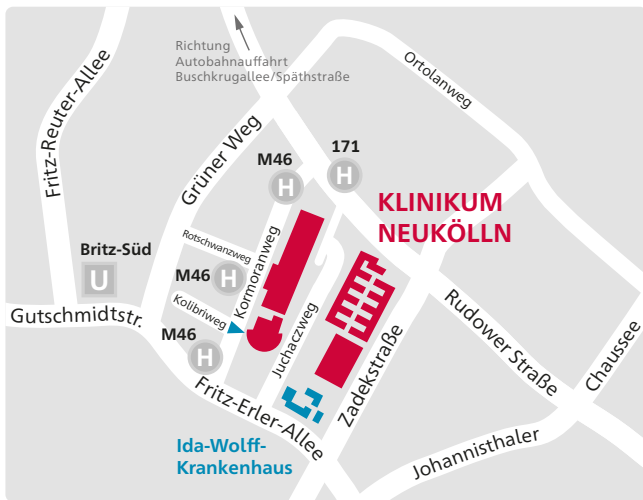 Richtung
Autobahnauffahrt
Buschkrugallee/Späthstraße
Ortolanweg
Fritz-Reuter-Allee
Grüner Weg
171
H
M46
H
KLINIKUM
NEUKÖLLN
Rotschwanzweg
Kormoranweg
Britz-Süd
U
M46
H
Kolibriweg
Gutschmidtstr.
Juchaczweg
Rudower Straße
M46
H
Zadekstraße
Chaussee
Fritz-Erler-Allee
Johannisthaler
Ida-Wolff-
Krankenhaus